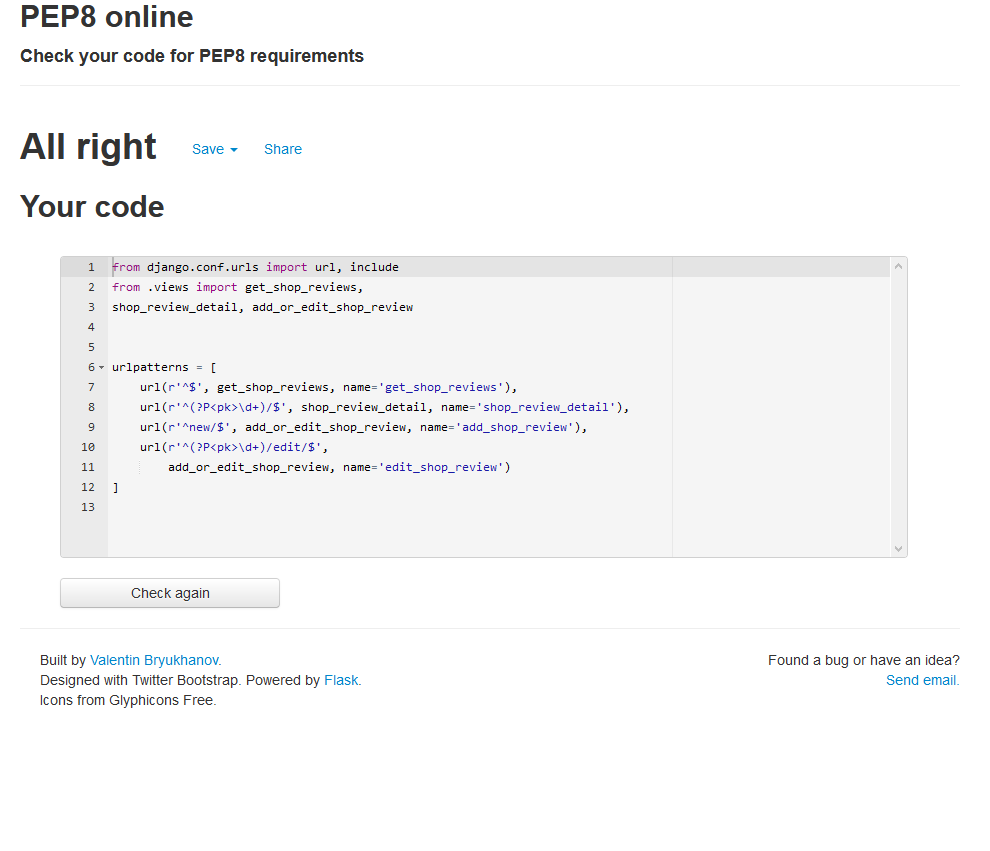 PEP8 online
Check your code for PEP8 requirements
All right Save Share
Your code
1 from django.conf.urls import url, include
2 from .views import get_shop_reviews,
3 shop_review_detail, add_or_edit_shop_review
4
5
6 urlpatterns = [
7     url(r'^$', get_shop_reviews, name='get_shop_reviews'),
8     url(r'^(?P<pk>\d+)/$', shop_review_detail, name='shop_review_detail'),
9     url(r'^new/$', add_or_edit_shop_review, name='add_shop_review'),
10     url(r'^(?P<pk>\d+)/edit/$',
11         add_or_edit_shop_review, name='edit_shop_review')
12 ]
13
Check again
Built by Valentin Bryukhanov. Found a bug or have an idea?
Designed with Twitter Bootstrap. Powered by Flask. Send email.
Icons from Glyphicons Free.